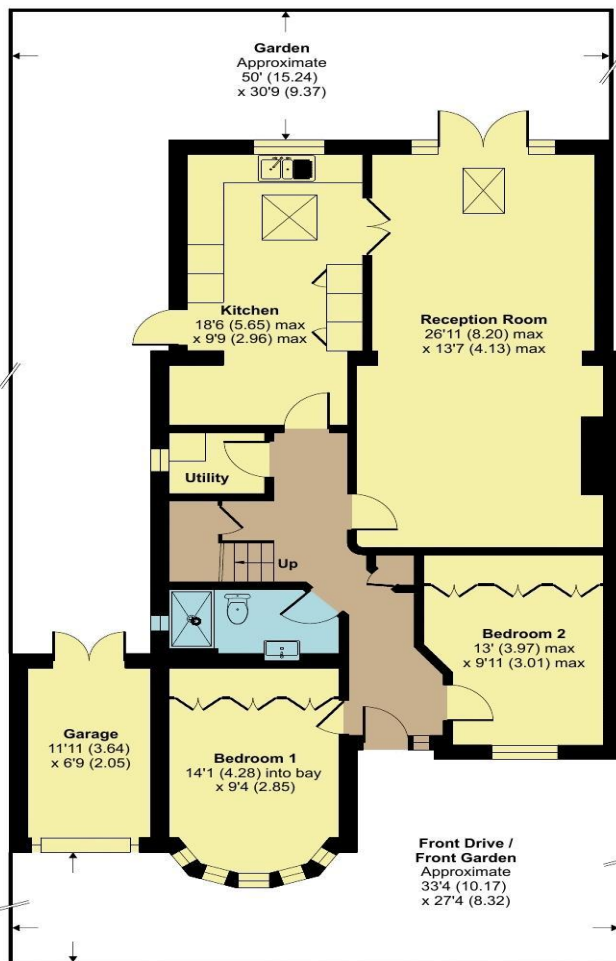 Garden
Approximate
50' (15.24)
x 30'9 (9.37)
Kitchen
18'6 (5.65) max
x 9'9 (2.96) max
Reception Room
26'11 (8.20) max
x 13'7 (4.13) max
Utility
Up
Bedroom 2
13' (3.97) max
x 9'11 (3.01) max
Garage
11'11 (3.64)
x 6'9 (2.05)
Bedroom 1
14'1 (4.28) into bay
x 9'4 (2.85)
Front Drive /
Front Garden
Approximate
33'4 (10.17)
x 27'4 (8.32)